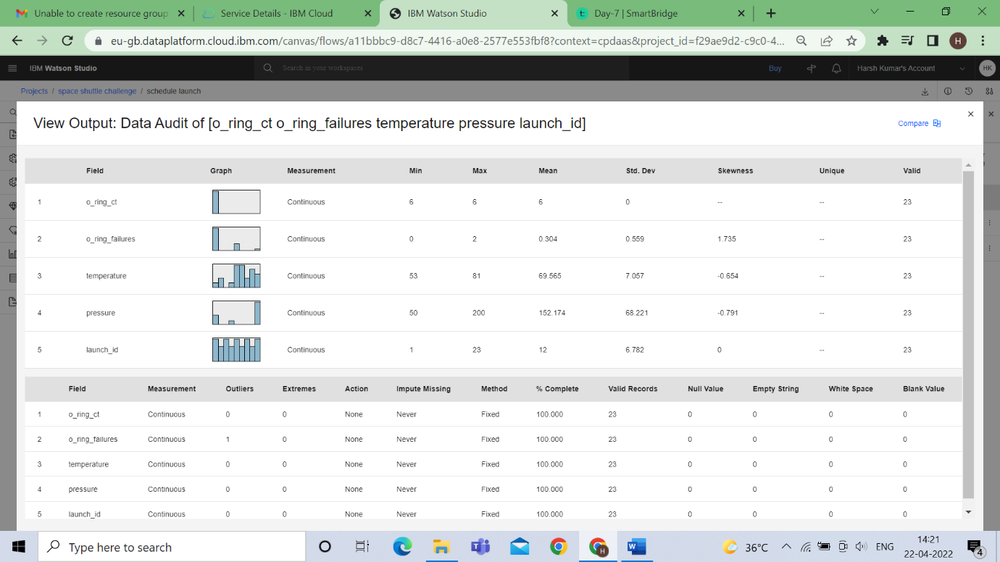 Unable to create resource group
Service Details - IBM Cloud
IBM Watson Studio
t: Day-7 | SmartBridge
eu-gb.dataplatform.cloud.ibm.com/canvas/flows/a11bbbc9-d8c7-4416-a0e8-2577e553fbf8?context=cpdaas&project_id=f29ae9d2-c9c0-4...
H
IBM Watson Studio
Search in your workspaces
Buy
Harsh Kumar's Account
HK
Projects / space shuttle challenge / schedule launch
View Output: Data Audit of [o_ring_ct o_ring_failures temperature pressure launch_id]
Compare
Field Graph Measurement Min Max Mean Std. Dev Skewness Unique Valid
1 o_ring_ct Continuous 6 6 6 0 -- -- 23
2 o_ring_failures Continuous 0 2 0.304 0.559 1.735 -- 23
3 temperature Continuous 53 81 69.565 7.057 -0.654 -- 23
4 pressure Continuous 50 200 152.174 68.221 -0.791 -- 23
5 launch_id Continuous 1 23 12 6.782 0 -- 23
Field Measurement Outliers Extremes Action Impute Missing Method % Complete Valid Records Null Value Empty String White Space Blank Value
1 o_ring_ct Continuous 0 0 None Never Fixed 100.000 23 0 0 0 0
2 o_ring_failures Continuous 1 0 None Never Fixed 100.000 23 0 0 0 0
3 temperature Continuous 0 0 None Never Fixed 100.000 23 0 0 0 0
4 pressure Continuous 0 0 None Never Fixed 100.000 23 0 0 0 0
5 launch_id Continuous 0 0 None Never Fixed 100.000 23 0 0 0 0
Type here to search
36°C
ENG
14:21
22-04-2022
4